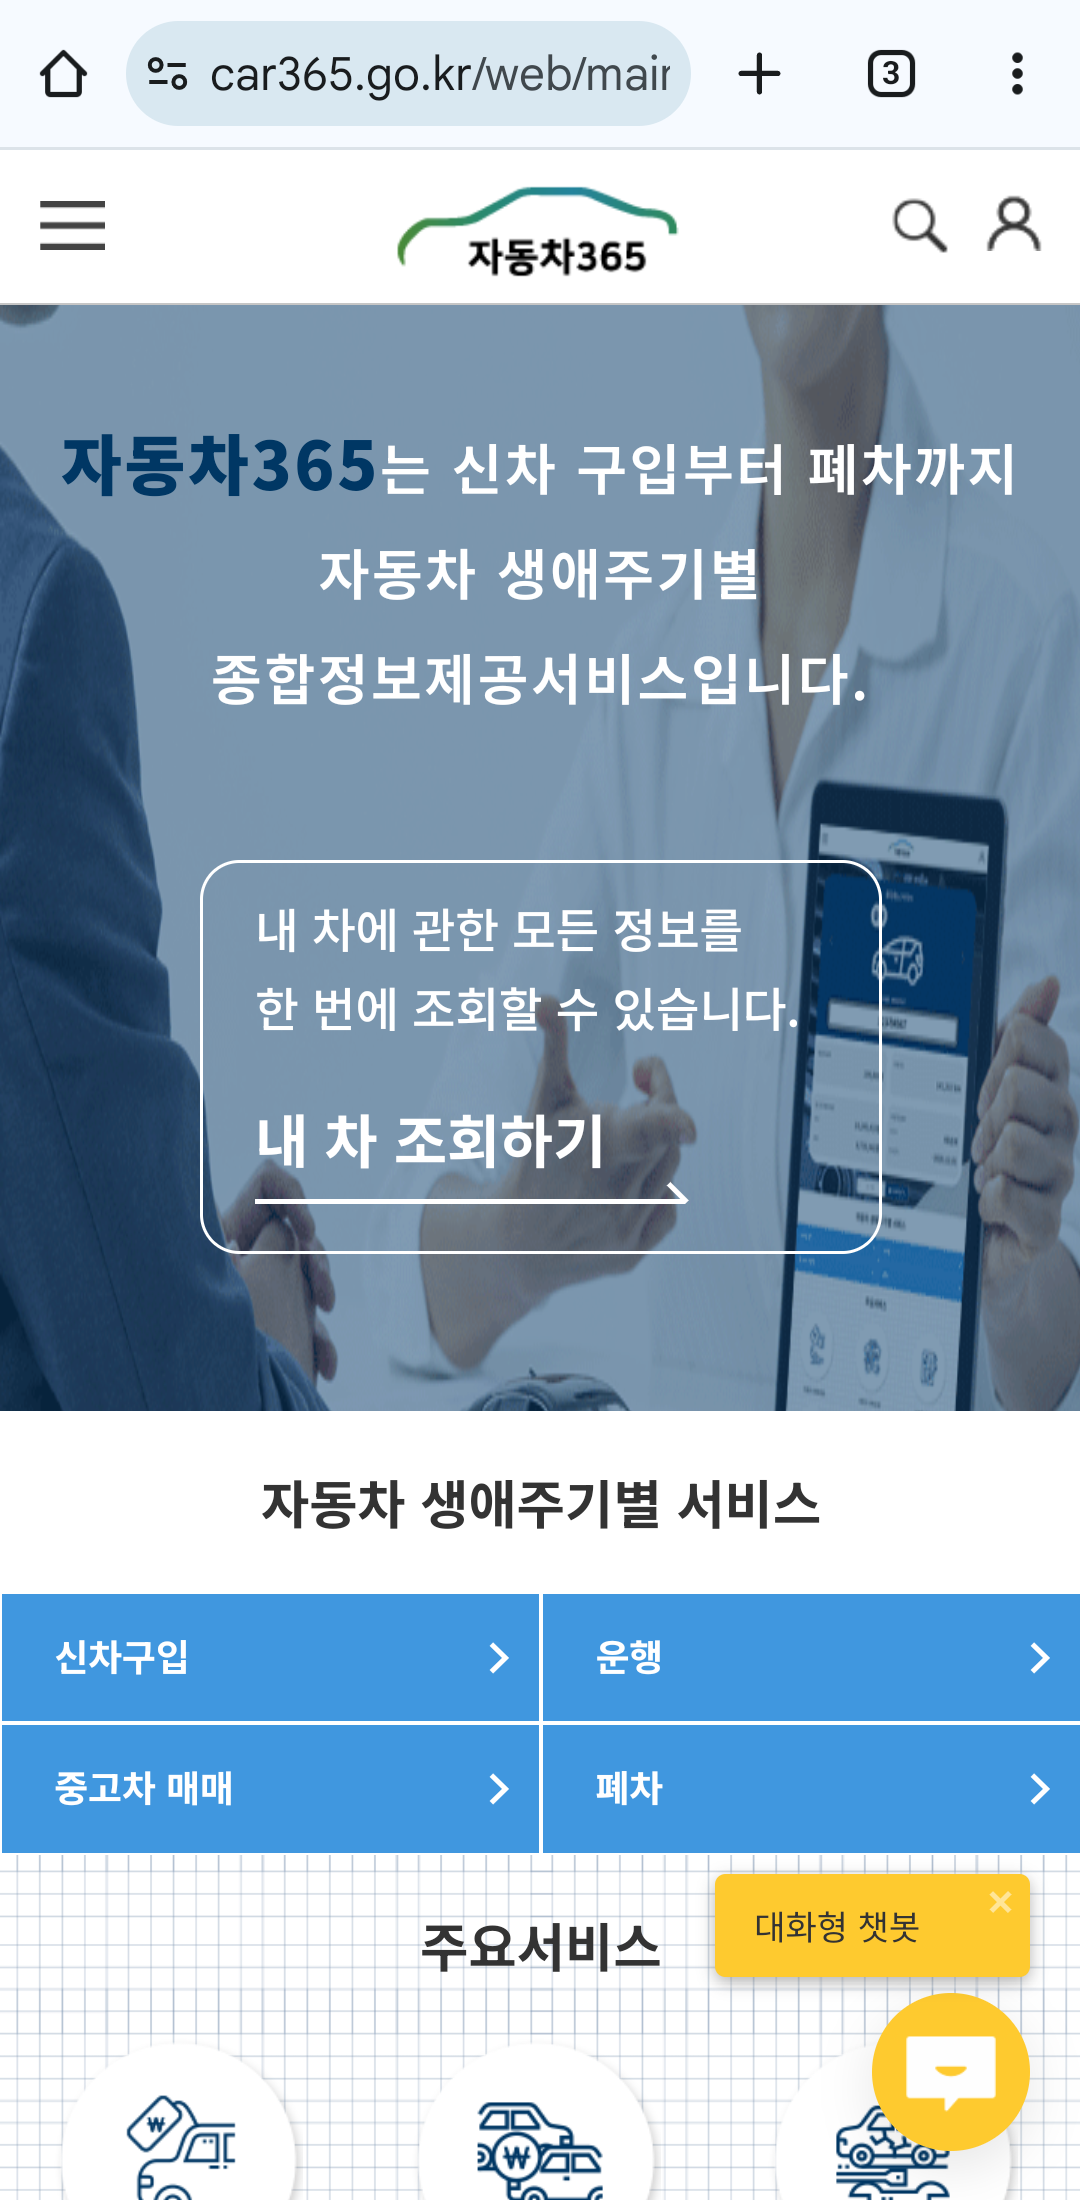 car365.go.kr/web/mair
3
자동차365
자동차365는 신차 구입부터 폐차까지
자동차 생애주기별
종합정보제공서비스입니다.
내 차에 관한 모든 정보를
한 번에 조회할 수 있습니다.
내 차 조회하기
자동차 생애주기별 서비스
신차구입
운행
중고차 매매
폐차
주요서비스
대화형 챗봇